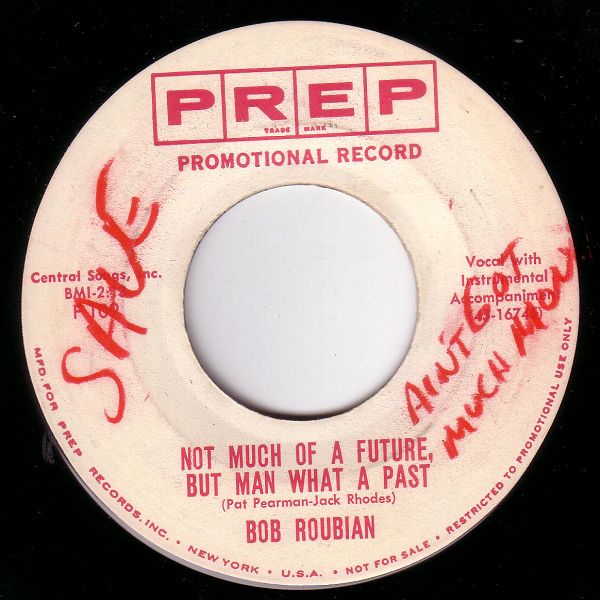 PREP
TRADE MARK
PROMOTIONAL RECORD
SAVE
Central Songs, Inc.
BMI-2:
F
Vocal with
Instrumental
Accompaniment
AIN'T GOT
MUCH
NOT MUCH OF A FUTURE,
BUT MAN WHAT A PAST
(Pat Pearman-Jack Rhodes)
BOB ROUBIAN
MFD. FOR PREP RECORDS, INC. • NEW YORK • U.S.A. • NOT FOR SALE • RESTRICTED TO PROMOTIONAL USE ONLY